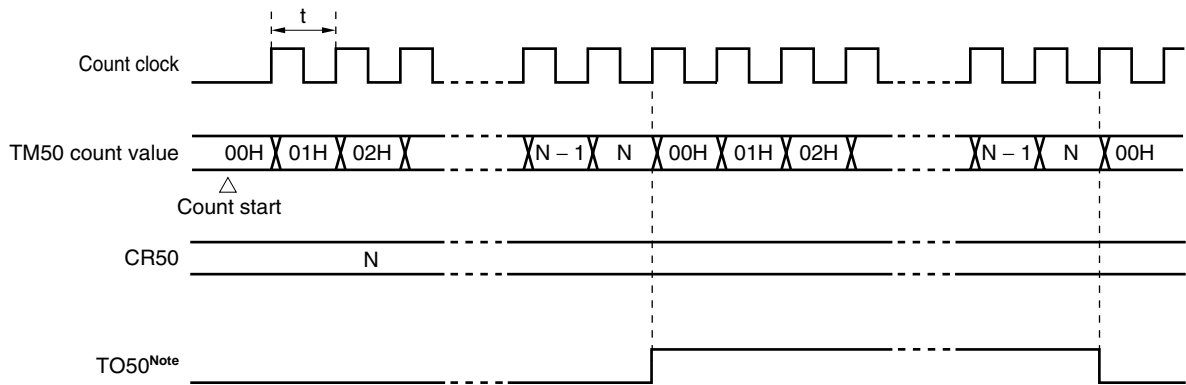 t
Count clock
TM50 count value 00H 01H 02H N – 1 N 00H 01H 02H N – 1 N 00H
Count start
CR50 N
TO50Note